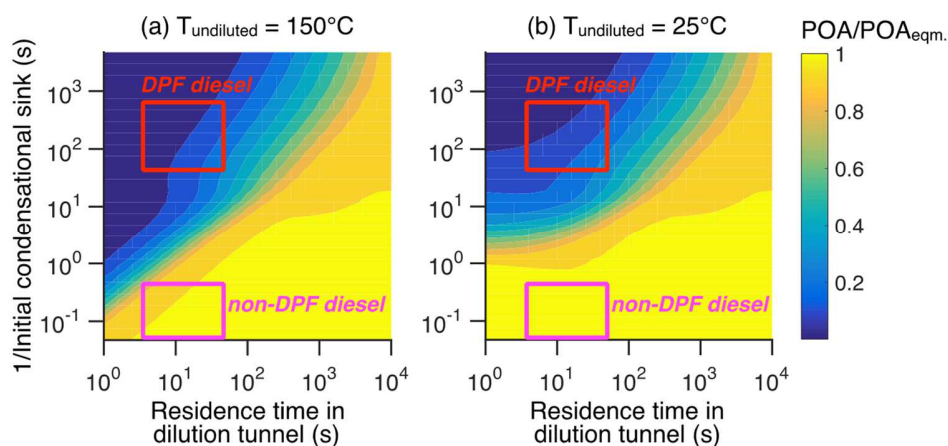 (a) T_undiluted = 150°C
(b) T_undiluted = 25°C
POA/POA_eqm.
1/Initial condensational sink (s)
10³
10²
10¹
10⁰
10⁻¹
DPF diesel
non-DPF diesel
10⁰ 10¹ 10² 10³ 10⁴
Residence time in
dilution tunnel (s)
10³
10²
10¹
10⁰
10⁻¹
DPF diesel
non-DPF diesel
10⁰ 10¹ 10² 10³ 10⁴
Residence time in
dilution tunnel (s)
1
0.8
0.6
0.4
0.2